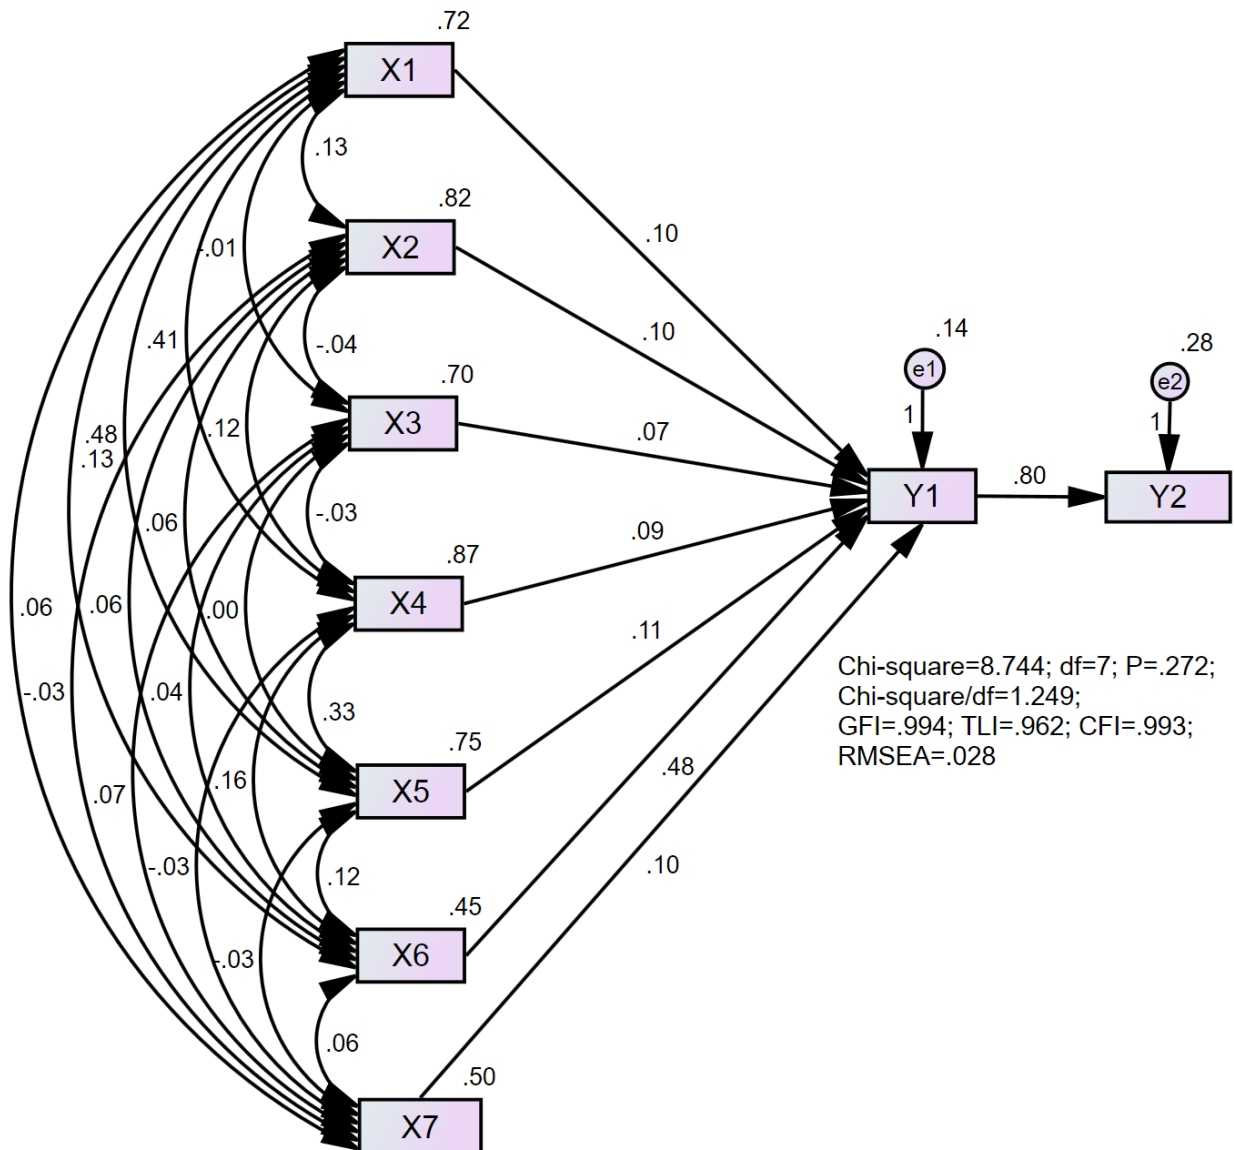 .72
X1
.13
.82
X2
-.01
.10
-.04
.10
.41
.14
e1
.28
e2
.70
X3
.12
.48
.13
.07
1
1
.80
Y1
Y2
-.03
.06
.09
.87
X4
.06
.06
.00
.11
-.03
.04
.33
Chi-square=8.744; df=7; P=.272;
Chi-square/df=1.249;
GFI=.994; TLI=.962; CFI=.993;
RMSEA=.028
.75
X5
.07
.16
.48
-.03
.12
.10
.45
X6
-.03
.06
.50
X7